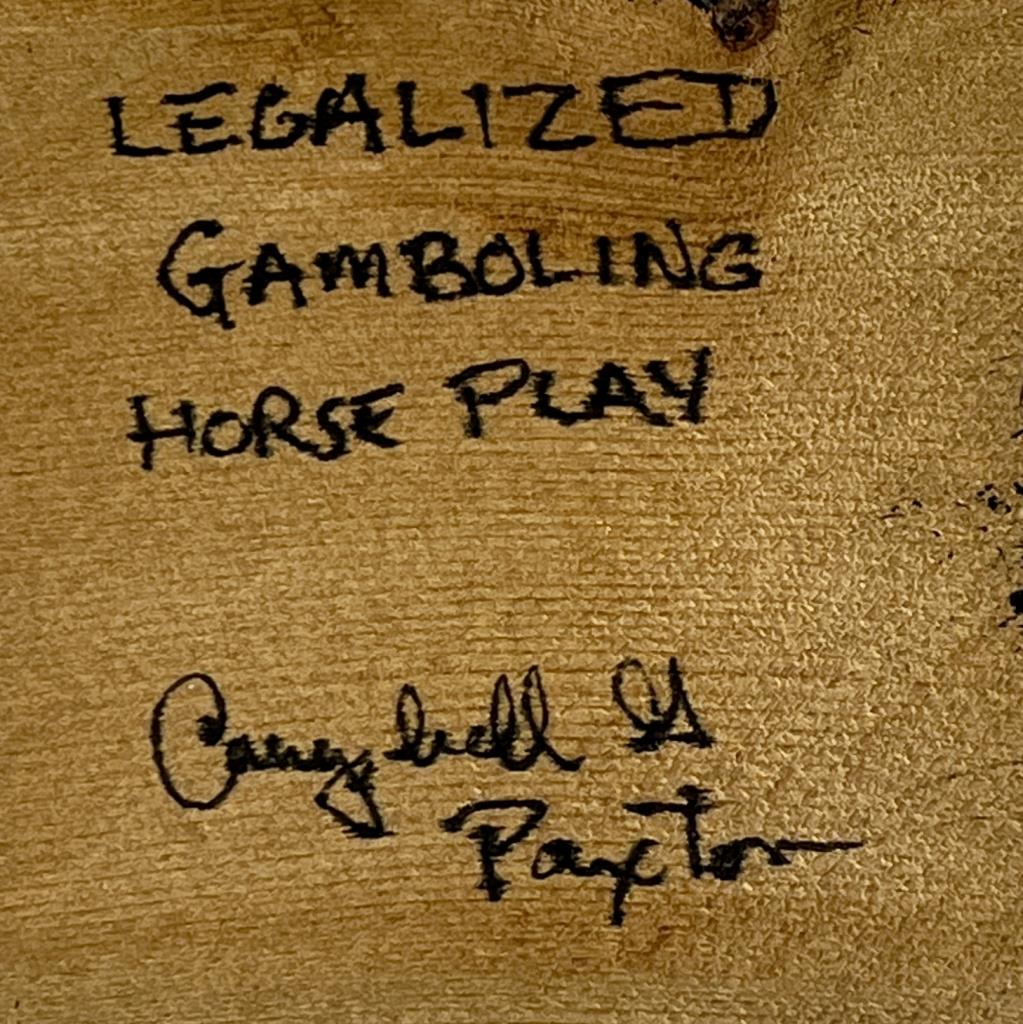 LEGALIZED
GAMBOLING
HORSE PLAY
Campbell G
Paxton